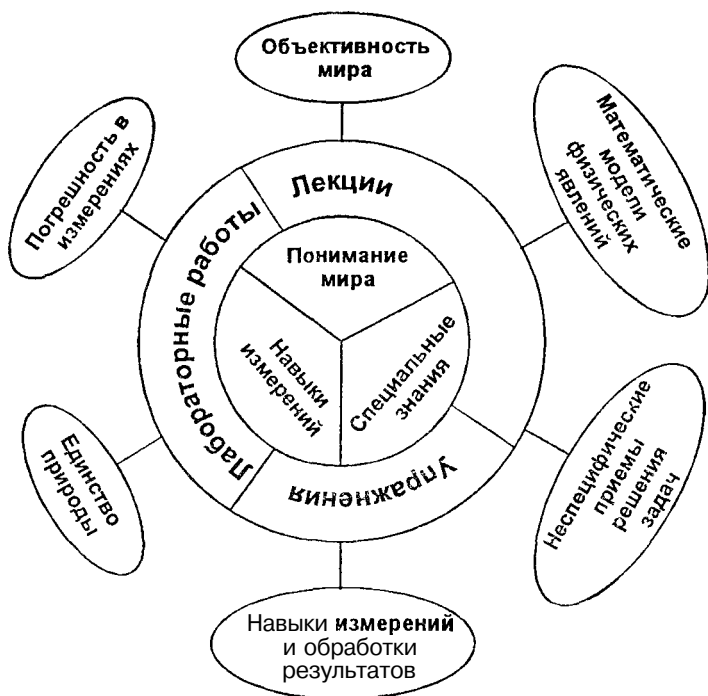 Объективность
мира
Погрешность в
измерениях
Математические
модели
физических
явлений
Лекции
Лабораторные работы
Упражнения
Понимание
мира
Навыки
измерений
Специальные
знания
Единство
природы
Неспецифические
приемы
решения
задач
Навыки измерений
и обработки
результатов